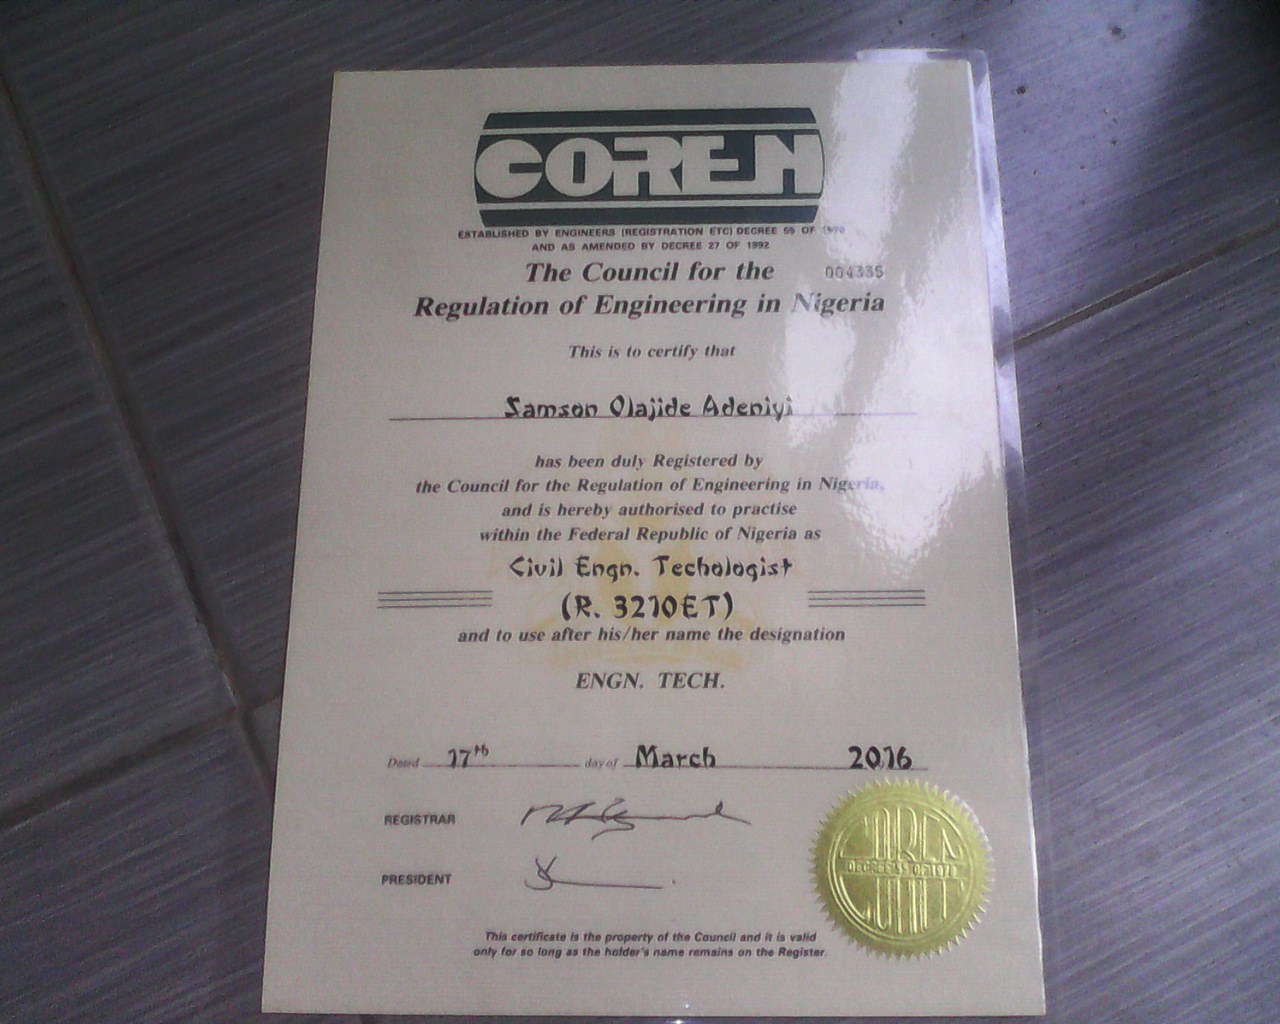 COREN
ESTABLISHED BY ENGINEERS (REGISTRATION ETC) DECREE 55 OF 1970
AND AS AMENDED BY DECREE 27 OF 1992
The Council for the
004335
Regulation of Engineering in Nigeria
This is to certify that
Samson Olajide Adeniyi
has been duly Registered by
the Council for the Regulation of Engineering in Nigeria,
and is hereby authorised to practise
within the Federal Republic of Nigeria as
Civil Engn. Techologist
(R. 3210ET)
and to use after his/her name the designation
ENGN. TECH.
Dated 17th day of March 2016
REGISTRAR
PRESIDENT
COREN
DECREE 55 OF 1970
This certificate is the property of the Council and it is valid
only for so long as the holder's name remains on the Register.